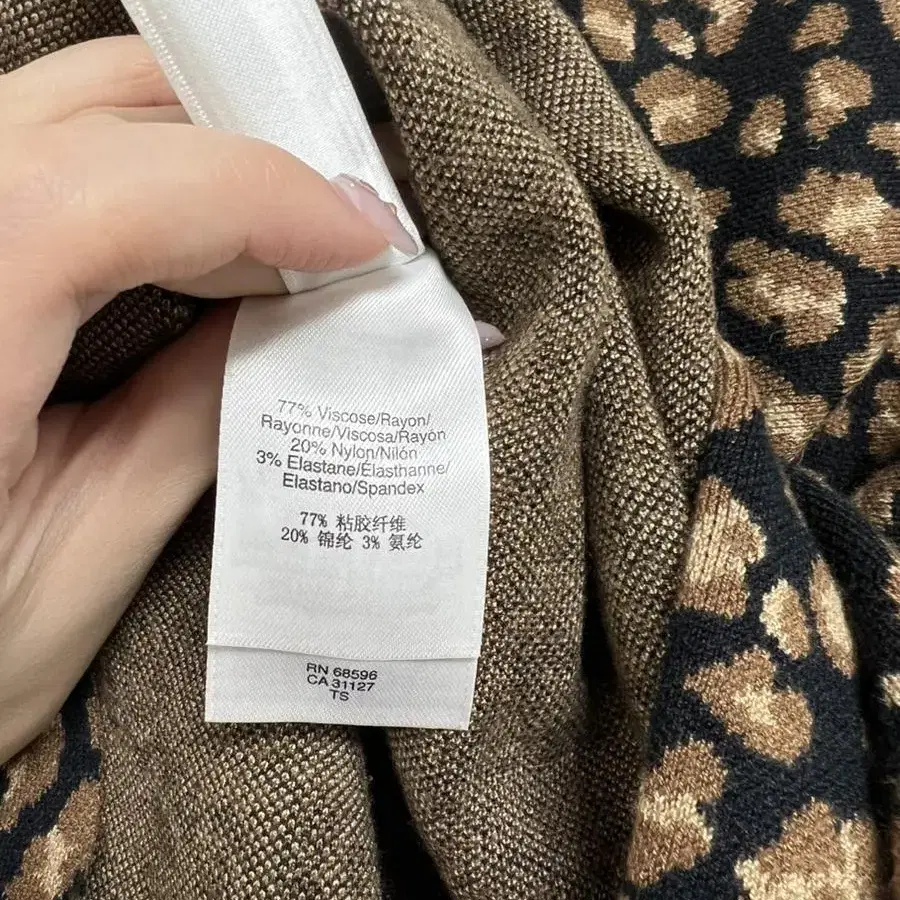 77% Viscose/Rayon/
Rayonne/Viscosa/Rayón
20% Nylon/Nilón
3% Elastane/Élasthanne/
Elastano/Spandex
77% 粘胶纤维
20% 锦纶 3% 氨纶
RN 68596
CA 31127
TS